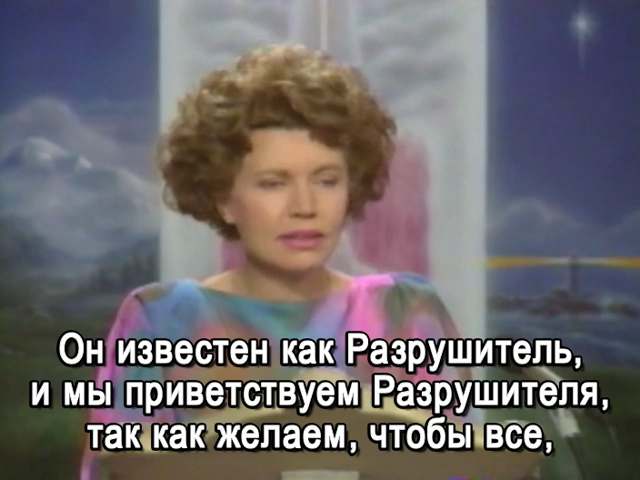 Он известен как Разрушитель,
и мы приветствуем Разрушителя,
так как желаем, чтобы все,